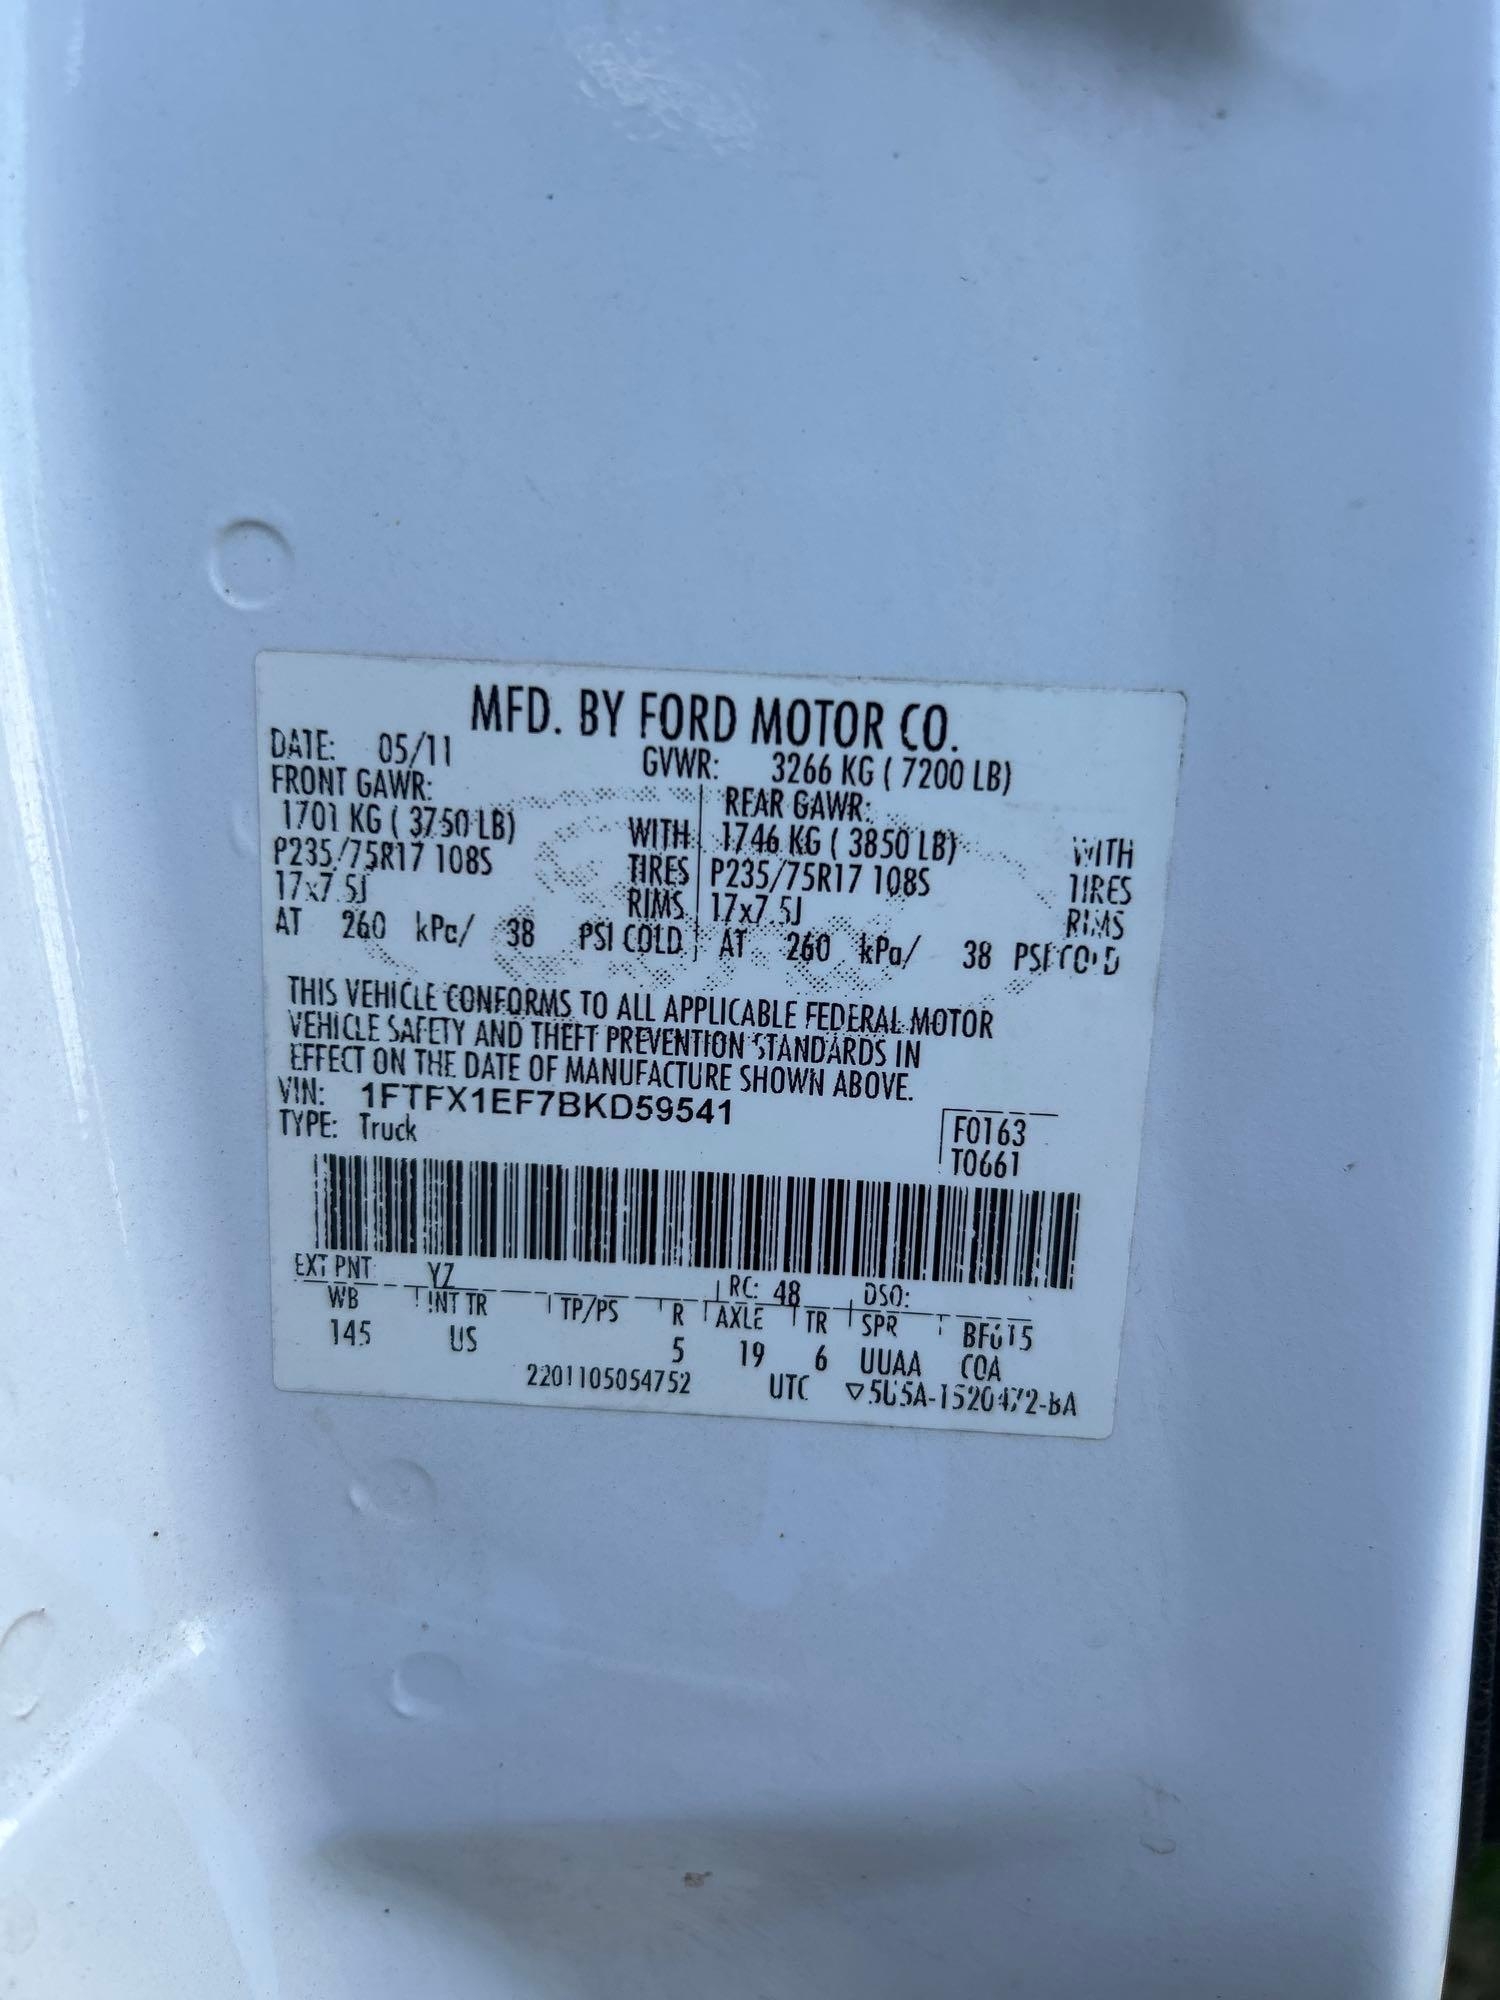 MFD. BY FORD MOTOR CO.
DATE: 05/11 GVWR: 3266 KG ( 7200 LB)
FRONT GAWR: REAR GAWR:
1701 KG ( 3750 LB) WITH 1746 KG ( 3850 LB) WITH
P235/75R17 108S TIRES P235/75R17 108S TIRES
17x7.5J RIMS 17x7.5J RIMS
AT 260 kPa/ 38 PSI COLD AT 260 kPa/ 38 PSI COLD
THIS VEHICLE CONFORMS TO ALL APPLICABLE FEDERAL MOTOR
VEHICLE SAFETY AND THEFT PREVENTION STANDARDS IN
EFFECT ON THE DATE OF MANUFACTURE SHOWN ABOVE.
VIN: 1FTFX1EF7BKD59541
TYPE: Truck
F0163
T0661
EXT PNT: YZ RC: 48 DSO:
WB INT TR TP/PS R AXLE TR SPR BF615
145 US 5 19 6 UUAA COA
2201105054752 UTC ▽5U5A-1520472-BA